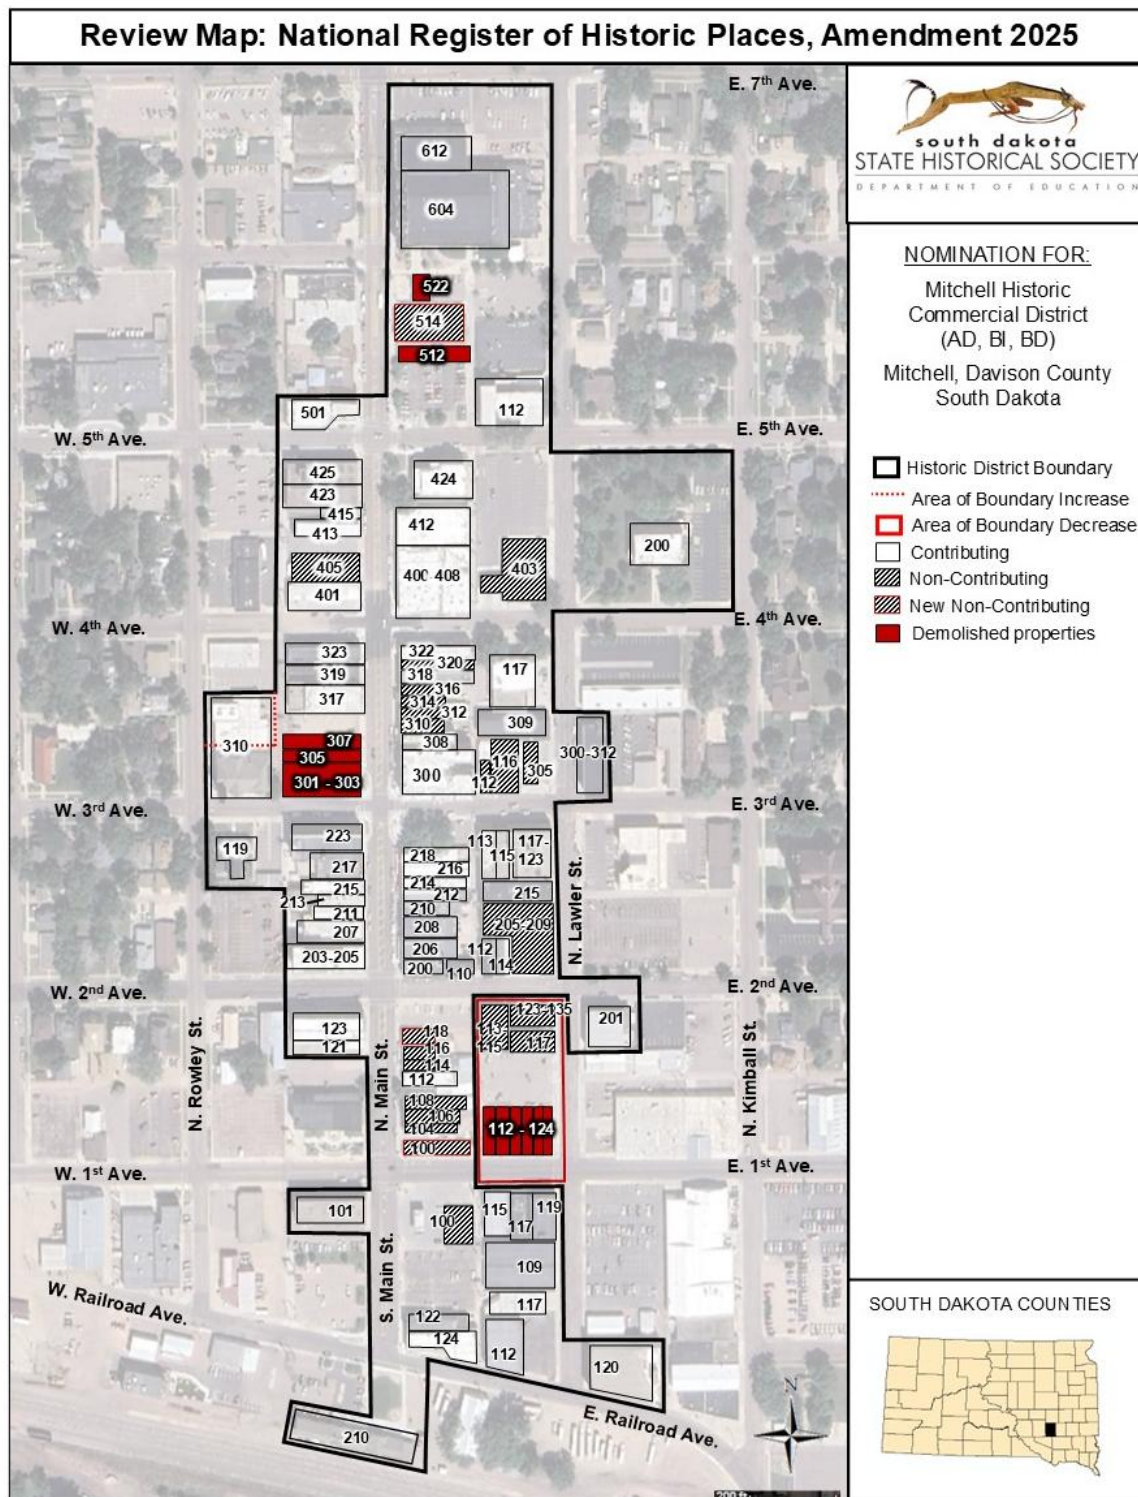 Review Map: National Register of Historic Places, Amendment 2025
E. 7th Ave.
612
604
522
514
512
501
112
W. 5th Ave.
E. 5th Ave.
425
424
423
415
412
413
200
405
400 408
403
401
W. 4th Ave.
E. 4th Ave.
323
322
320
319
318
117
316
317
314
312
310
309
307
308
310
300-312
305
116
300
305
301 - 303
112
W. 3rd Ave.
E. 3rd Ave.
223
113
117-
119
218
115
123
217
216
215
214
212
215
213
211
210
207
208
205-209
203-205
206
112
200
110
114
N. Lawler St.
W. 2nd Ave.
E. 2nd Ave.
123-135
201
123
118
113
121
116
115
117
114
112
N. Rowley St.
N. Main St.
N. Kimball St.
108
106
104
112 - 124
100
W. 1st Ave.
E. 1st Ave.
101
100
115
119
117
S. Main St.
109
W. Railroad Ave.
117
122
124
112
120
210
E. Railroad Ave.
N
south dakota
STATE HISTORICAL SOCIETY
DEPARTMENT OF EDUCATION
NOMINATION FOR:
Mitchell Historic
Commercial District
(AD, BI, BD)
Mitchell, Davison County
South Dakota
Historic District Boundary
Area of Boundary Increase
Area of Boundary Decrease
Contributing
Non-Contributing
New Non-Contributing
Demolished properties
SOUTH DAKOTA COUNTIES